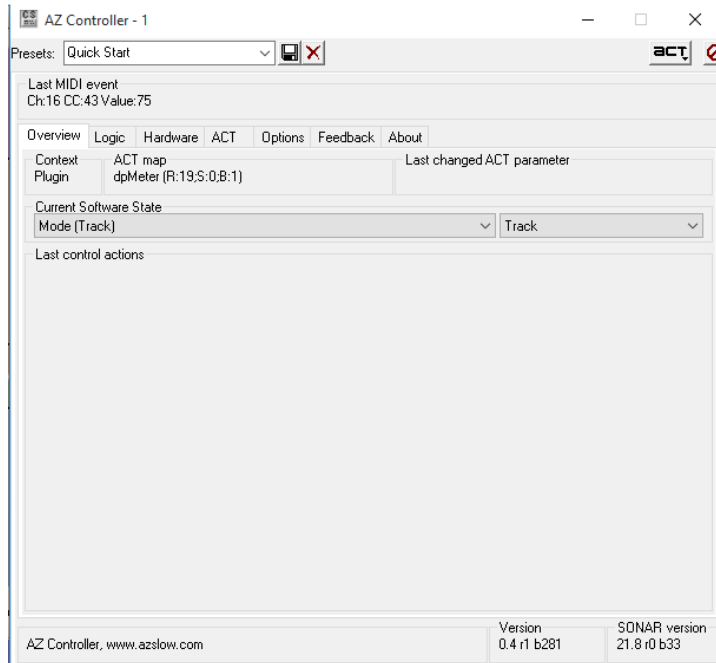 AZ Controller - 1
Presets: Quick Start
ACT
Last MIDI event
Ch:16 CC:43 Value:75
Overview Logic Hardware ACT Options Feedback About
Context ACT map Last changed ACT parameter
Plugin dpMeter (R:19;S:0;B:1)
Current Software State
Mode (Track) Track
Last control actions
Version SONAR version
AZ Controller, www.azslow.com 0.4 r1 b281 21.8 r0 b33